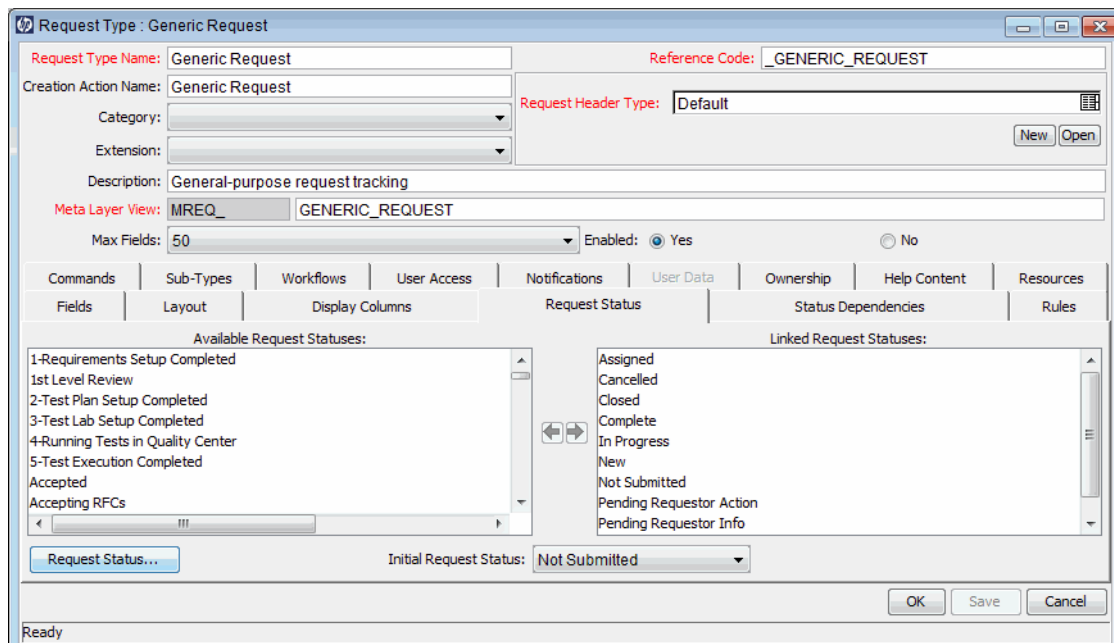 Request Type : Generic Request
Request Type Name: Generic Request
Reference Code: _GENERIC_REQUEST
Creation Action Name: Generic Request
Request Header Type: Default
Category:
New Open
Extension:
Description: General-purpose request tracking
Meta Layer View: MREQ_ GENERIC_REQUEST
Max Fields: 50 Enabled: Yes No
Commands Sub-Types Workflows User Access Notifications User Data Ownership Help Content Resources
Fields Layout Display Columns Request Status Status Dependencies Rules
Available Request Statuses:
1-Requirements Setup Completed
1st Level Review
2-Test Plan Setup Completed
3-Test Lab Setup Completed
4-Running Tests in Quality Center
5-Test Execution Completed
Accepted
Accepting RFCs
Linked Request Statuses:
Assigned
Cancelled
Closed
Complete
In Progress
New
Not Submitted
Pending Requestor Action
Pending Requestor Info
Request Status... Initial Request Status: Not Submitted
OK Save Cancel
Ready